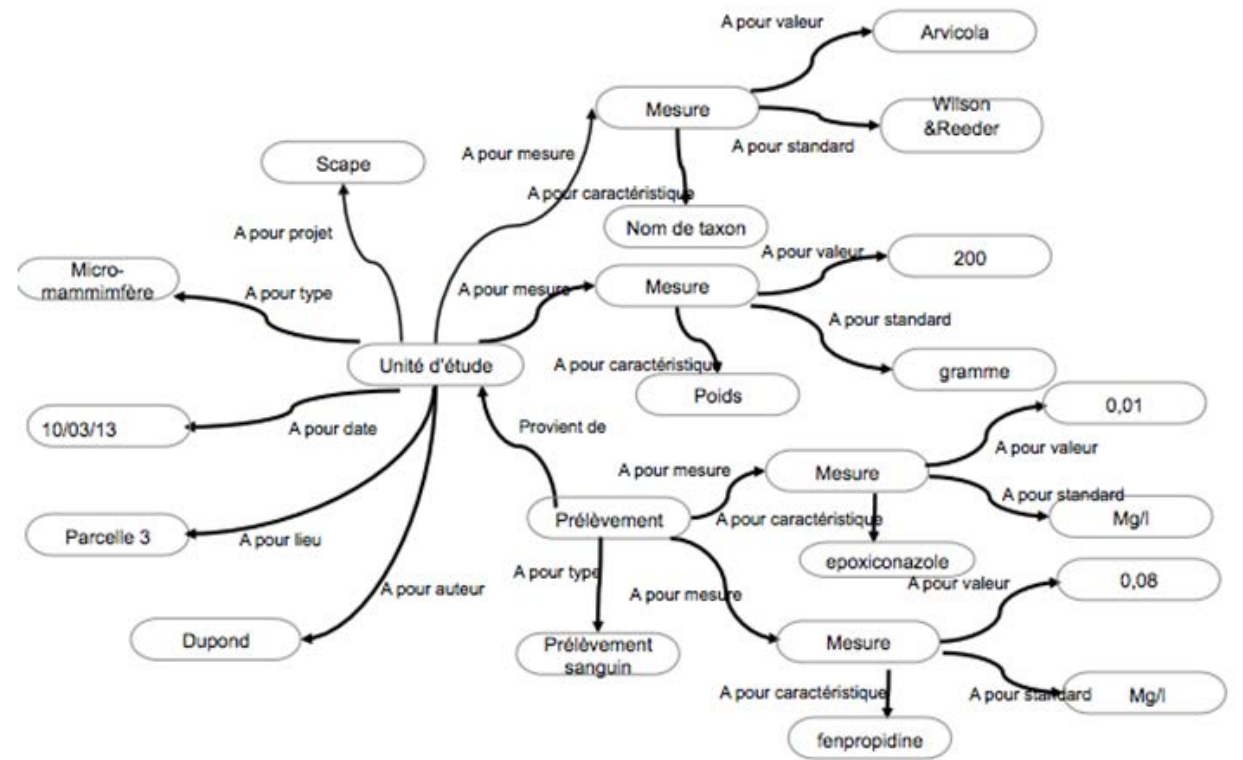 A pour valeur
Arvicola
Mesure
Wilson
&Reeder
A pour standard
A pour mesure
Scape
A pour caractéristique
Nom de taxon
A pour projet
A pour valeur
200
Micro-
mammimfère
A pour type
A pour mesure
Mesure
A pour standard
Unité d'étude
A pour caractéristique
gramme
Poids
0,01
10/03/13
A pour date
Provient de
A pour valeur
A pour mesure
Mesure
A pour standard
Prélèvement
A pour caractéristique
Mg/l
Parcelle 3
A pour lieu
epoxiconazole
A pour type
A pour valeur
0,08
A pour auteur
A pour mesure
Dupond
Prélèvement
sanguin
Mesure
A pour caractéristique
A pour standard
Mg/l
fenpropidine